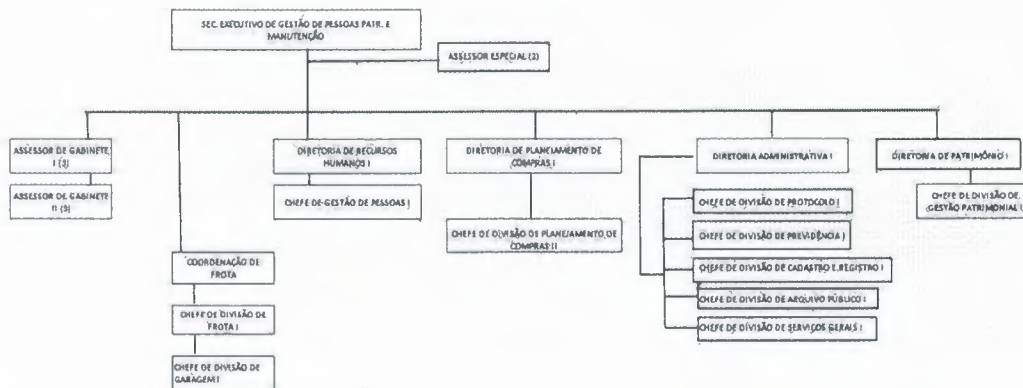 SEC. EXECUTIVO DE GESTÃO DE PESSOAS PATR. E
MANUTENÇÃO
ASSESSOR ESPECIAL (2)
ASSESSOR DE GABINETE
I (3)
ASSESSOR DE GABINETE
II (5)
DIRETORIA DE RECURSOS
HUMANOS I
CHEFE DE GESTÃO DE PESSOAS I
DIRETORIA DE PLANEJAMENTO DE
COMPRAS I
CHEFE DE DIVISÃO OS PLANEJAMENTO DE
COMPRAS II
DIRETORIA ADMINISTRATIVA I
CHEFE DE DIVISÃO DE PROTOCOLO I
CHEFE DE DIVISÃO DE PREVIDÊNCIA I
CHEFE DE DIVISÃO DE CADASTRO E REGISTRO I
CHEFE DE DIVISÃO DE ARQUIVO PÚBLICO I
CHEFE DE DIVISÃO DE SERVIÇOS GERAIS I
DIRETORIA DE PATRIMÔNIO I
CHEFE DE DIVISÃO DE
GESTÃO PATRIMONIAL I
COORDENAÇÃO DE
FROTA
CHEFE DE DIVISÃO DE
FROTA I
CHEFE DE DIVISÃO DE
GARAGEM I